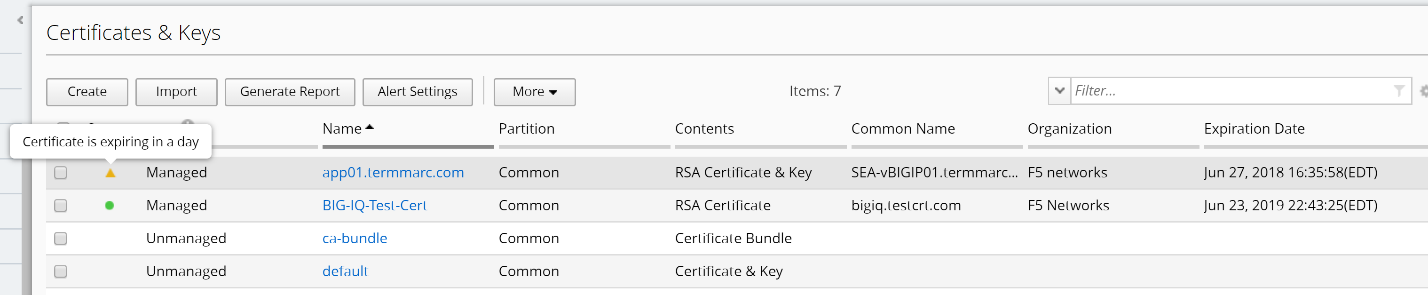 Certificates & Keys
Create Import Generate Report Alert Settings More Items: 7 Filter...
Name Partition Contents Common Name Organization Expiration Date
Certificate is expiring in a day
Managed app01.termmarc.com Common RSA Certificate & Key SEA-vBIGIP01.termmarc... F5 networks Jun 27, 2018 16:35:58(EDT)
Managed BIG-IQ-Test-Cert Common RSA Certificate bigiq.testcrt.com F5 Networks Jun 23, 2019 22:43:25(EDT)
Unmanaged ca-bundle Common Certificate Bundle
Unmanaged default Common Certificate & Key